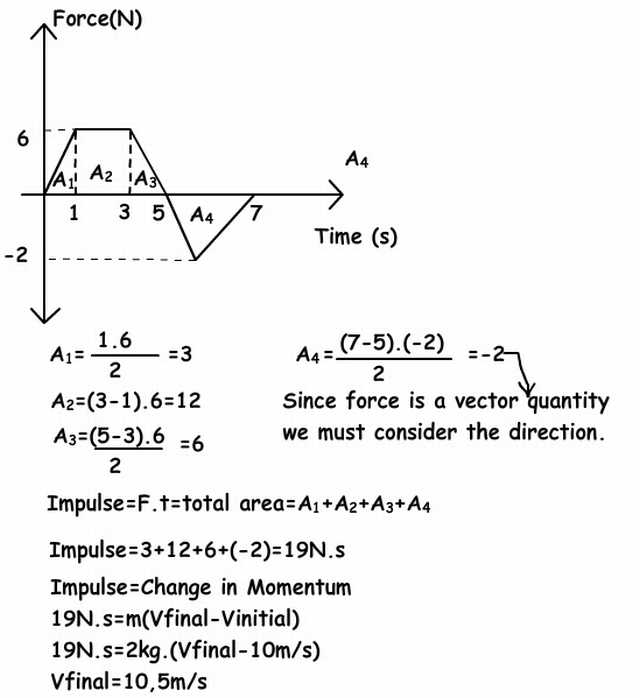 Force(N)
6
A₄
A₁ A₂ A₃
1 3 5 A₄ 7
Time (s)
-2
A₁= 1.6/2 =3
A₄= (7-5).(-2)/2 =-2
A₂=(3-1).6=12
Since force is a vector quantity
A₃=(5-3).6/2 =6
we must consider the direction.
Impulse=F.t=total area=A₁+A₂+A₃+A₄
Impulse=3+12+6+(-2)=19N.s
Impulse=Change in Momentum
19N.s=m(Vfinal-Vinitial)
19N.s=2kg.(Vfinal-10m/s)
Vfinal=10,5m/s